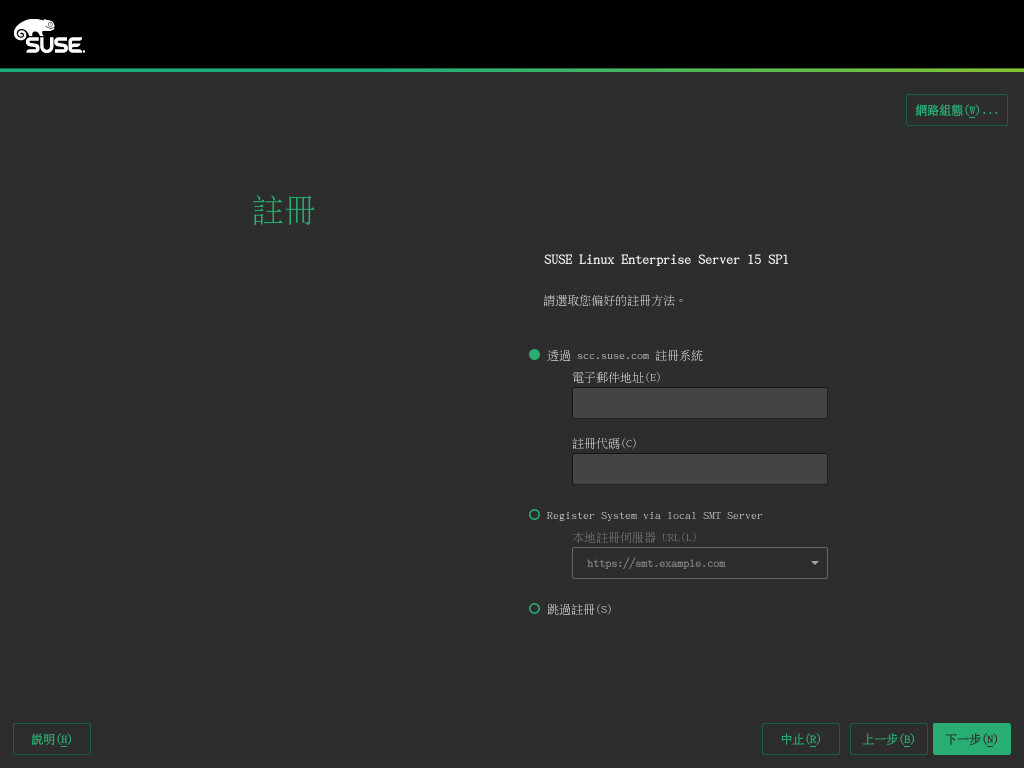 SUSE.
網路組態(W)...
註冊
SUSE Linux Enterprise Server 15 SP1
請選取您偏好的註冊方法。
透過 scc.suse.com 註冊系統
電子郵件地址(E)
註冊代碼(C)
Register System via local SMT Server
本地註冊伺服器 URL(L)
https://smt.example.com
跳過註冊(S)
説明(H) 中止(R) 上一步(B) 下一步(N)